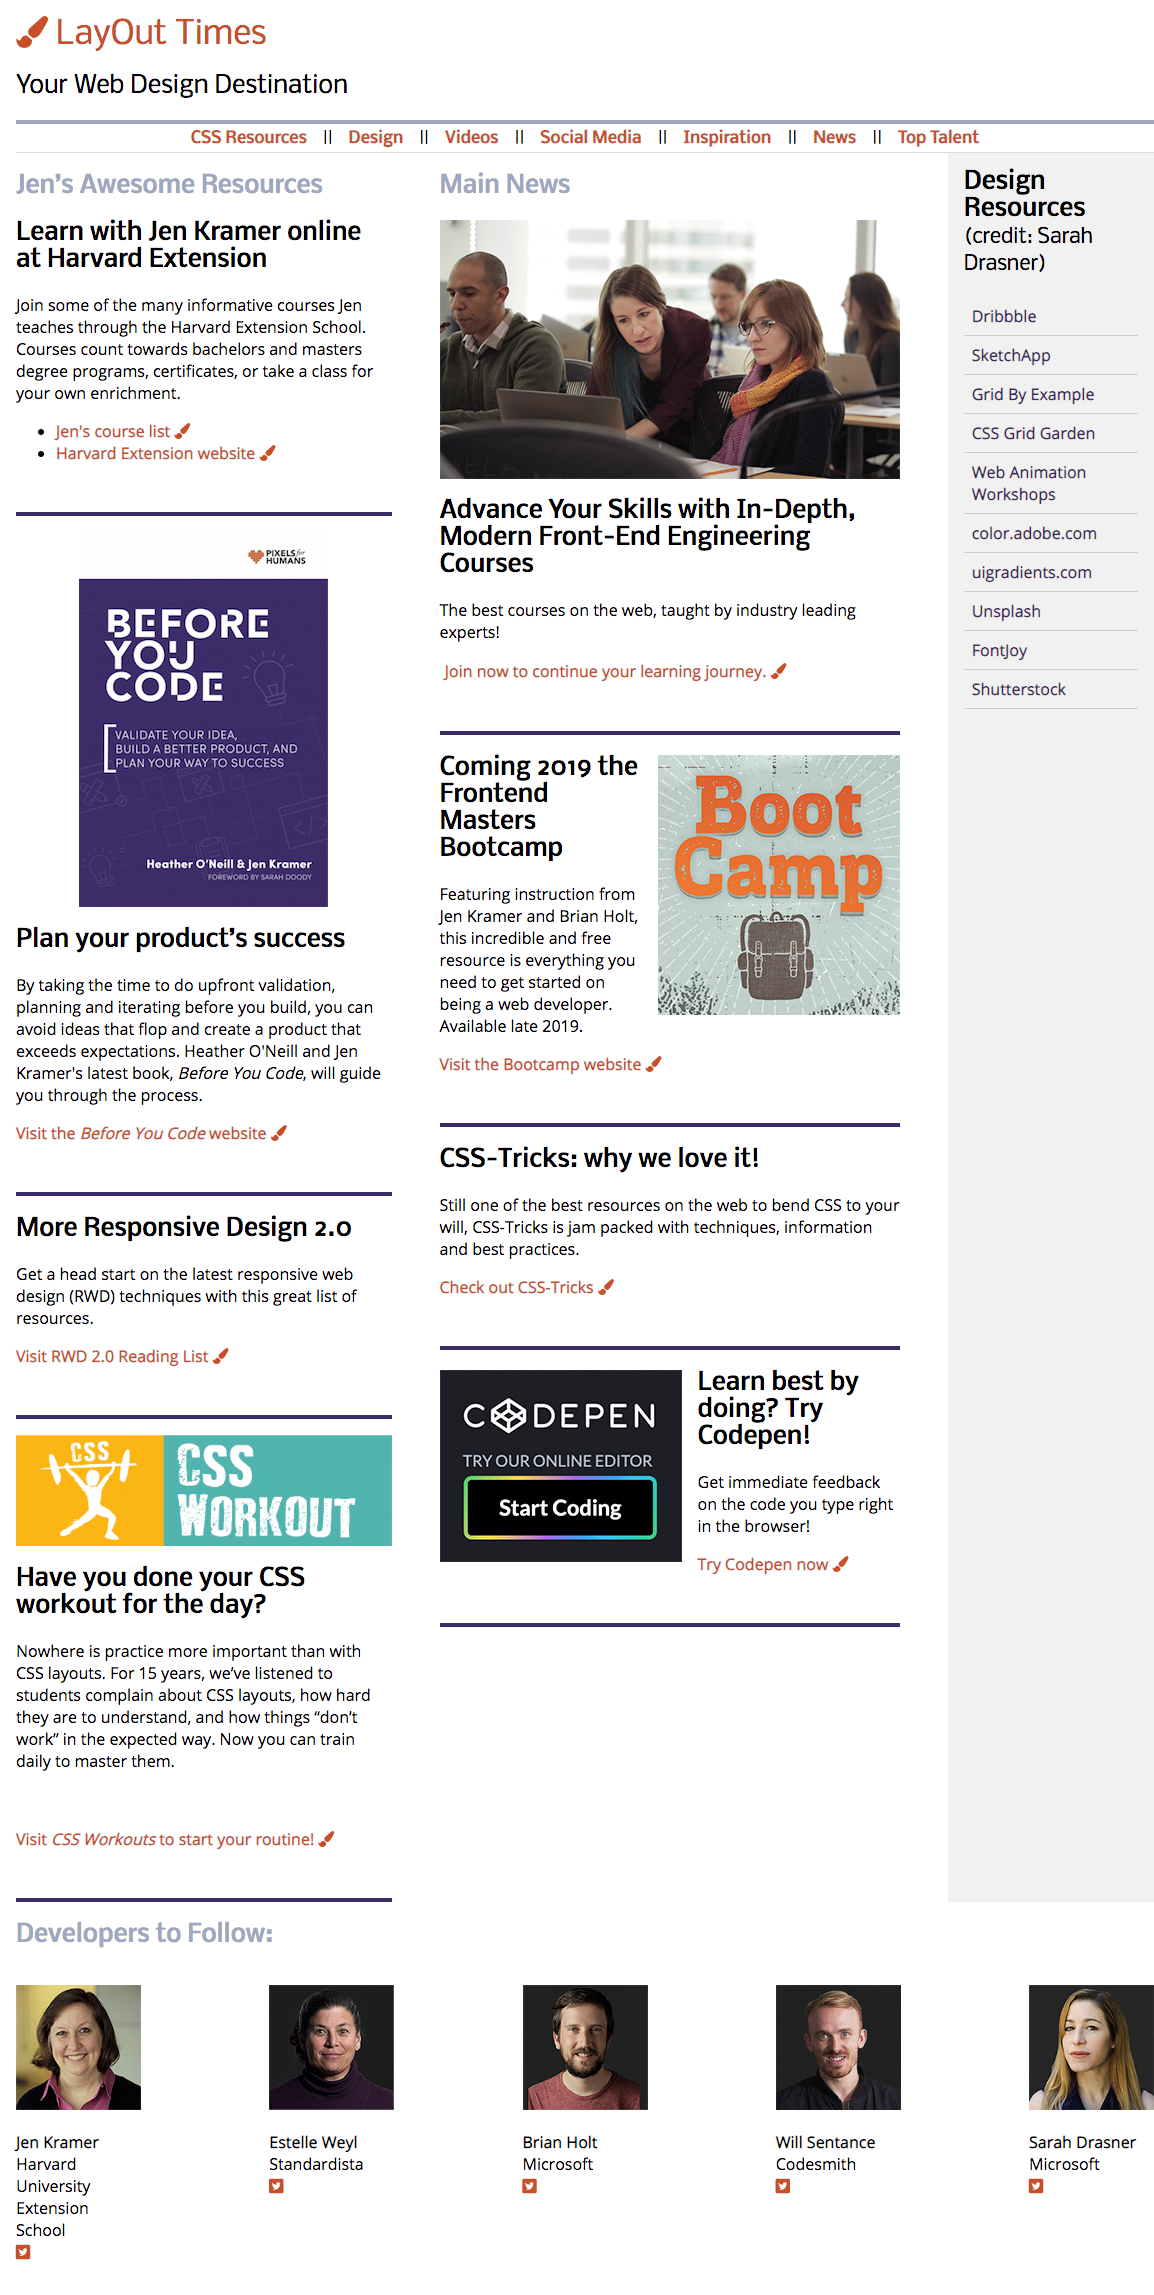 LayOut Times
Your Web Design Destination
CSS Resources || Design || Videos || Social Media || Inspiration || News || Top Talent
Jen’s Awesome Resources
Learn with Jen Kramer online
at Harvard Extension
Join some of the many informative courses Jen
teaches through the Harvard Extension School.
Courses count towards bachelors and masters
degree programs, certificates, or take a class for
your own enrichment.
Jen's course list
Harvard Extension website
PIXELS for
HUMANS
BEFORE
YOU
CODE
VALIDATE YOUR IDEA,
BUILD A BETTER PRODUCT, AND
PLAN YOUR WAY TO SUCCESS
Heather O’Neill & Jen Kramer
FOREWORD BY SARAH DOODY
Plan your product’s success
By taking the time to do upfront validation,
planning and iterating before you build, you can
avoid ideas that flop and create a product that
exceeds expectations. Heather O'Neill and Jen
Kramer's latest book, Before You Code, will guide
you through the process.
Visit the Before You Code website
More Responsive Design 2.0
Get a head start on the latest responsive web
design (RWD) techniques with this great list of
resources.
Visit RWD 2.0 Reading List
CSS
CSS
WORKOUT
Have you done your CSS
workout for the day?
Nowhere is practice more important than with
CSS layouts. For 15 years, we’ve listened to
students complain about CSS layouts, how hard
they are to understand, and how things “don’t
work” in the expected way. Now you can train
daily to master them.
Visit CSS Workouts to start your routine!
Main News
Advance Your Skills with In-Depth,
Modern Front-End Engineering
Courses
The best courses on the web, taught by industry leading
experts!
Join now to continue your learning journey.
Coming 2019 the
Frontend
Masters
Bootcamp
Featuring instruction from
Jen Kramer and Brian Holt,
this incredible and free
resource is everything you
need to get started on
being a web developer.
Available late 2019.
Visit the Bootcamp website
Boot
Camp
CSS-Tricks: why we love it!
Still one of the best resources on the web to bend CSS to your
will, CSS-Tricks is jam packed with techniques, information
and best practices.
Check out CSS-Tricks
CODEPEN
TRY OUR ONLINE EDITOR
Start Coding
Learn best by
doing? Try
Codepen!
Get immediate feedback
on the code you type right
in the browser!
Try Codepen now
Design
Resources
(credit: Sarah
Drasner)
Dribbble
SketchApp
Grid By Example
CSS Grid Garden
Web Animation
Workshops
color.adobe.com
uigradients.com
Unsplash
FontJoy
Shutterstock
Developers to Follow:
Jen Kramer
Harvard
University
Extension
School
Estelle Weyl
Standardista
Brian Holt
Microsoft
Will Sentance
Codesmith
Sarah Drasner
Microsoft